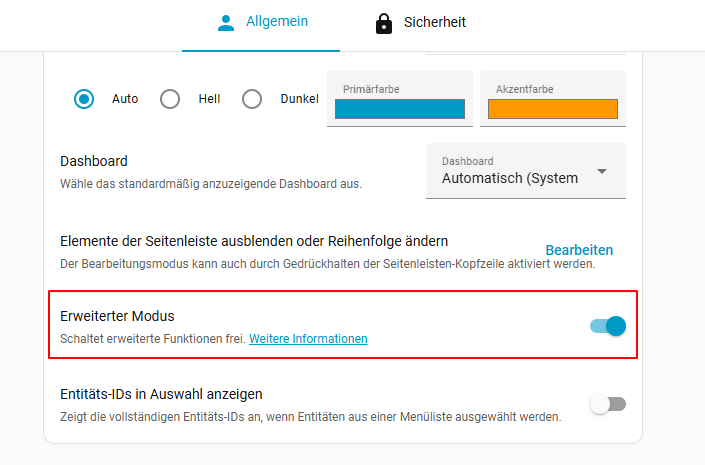 Allgemein
Sicherheit
Auto
Hell
Dunkel
Primärfarbe
Akzentfarbe
Dashboard
Wähle das standardmäßig anzuzeigende Dashboard aus.
Dashboard
Automatisch (System
Elemente der Seitenleiste ausblenden oder Reihenfolge ändern
Der Bearbeitungsmodus kann auch durch Gedrückhalten der Seitenleisten-Kopfzeile aktiviert werden.
Bearbeiten
Erweiterter Modus
Schaltet erweiterte Funktionen frei. Weitere Informationen
Entitäts-IDs in Auswahl anzeigen
Zeigt die vollständigen Entitäts-IDs an, wenn Entitäten aus einer Menüliste ausgewählt werden.